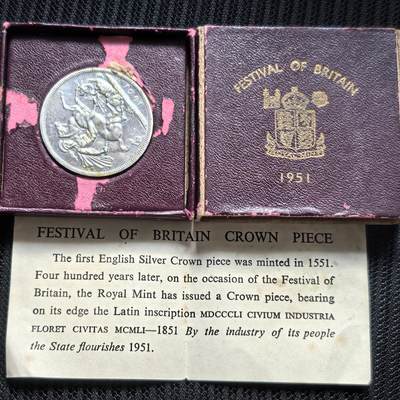 FESTIVAL OF BRITAIN
ROYAL MINT
1951
FESTIVAL OF BRITAIN CROWN PIECE
The first English Silver Crown piece was minted in 1551.
Four hundred years later, on the occasion of the Festival of
Britain, the Royal Mint has issued a Crown piece, bearing
on its edge the Latin inscription MDCCCLI CIVIUM INDUSTRIA
FLORET CIVITAS MCMLI—1851 By the industry of its people
the State flourishes 1951.